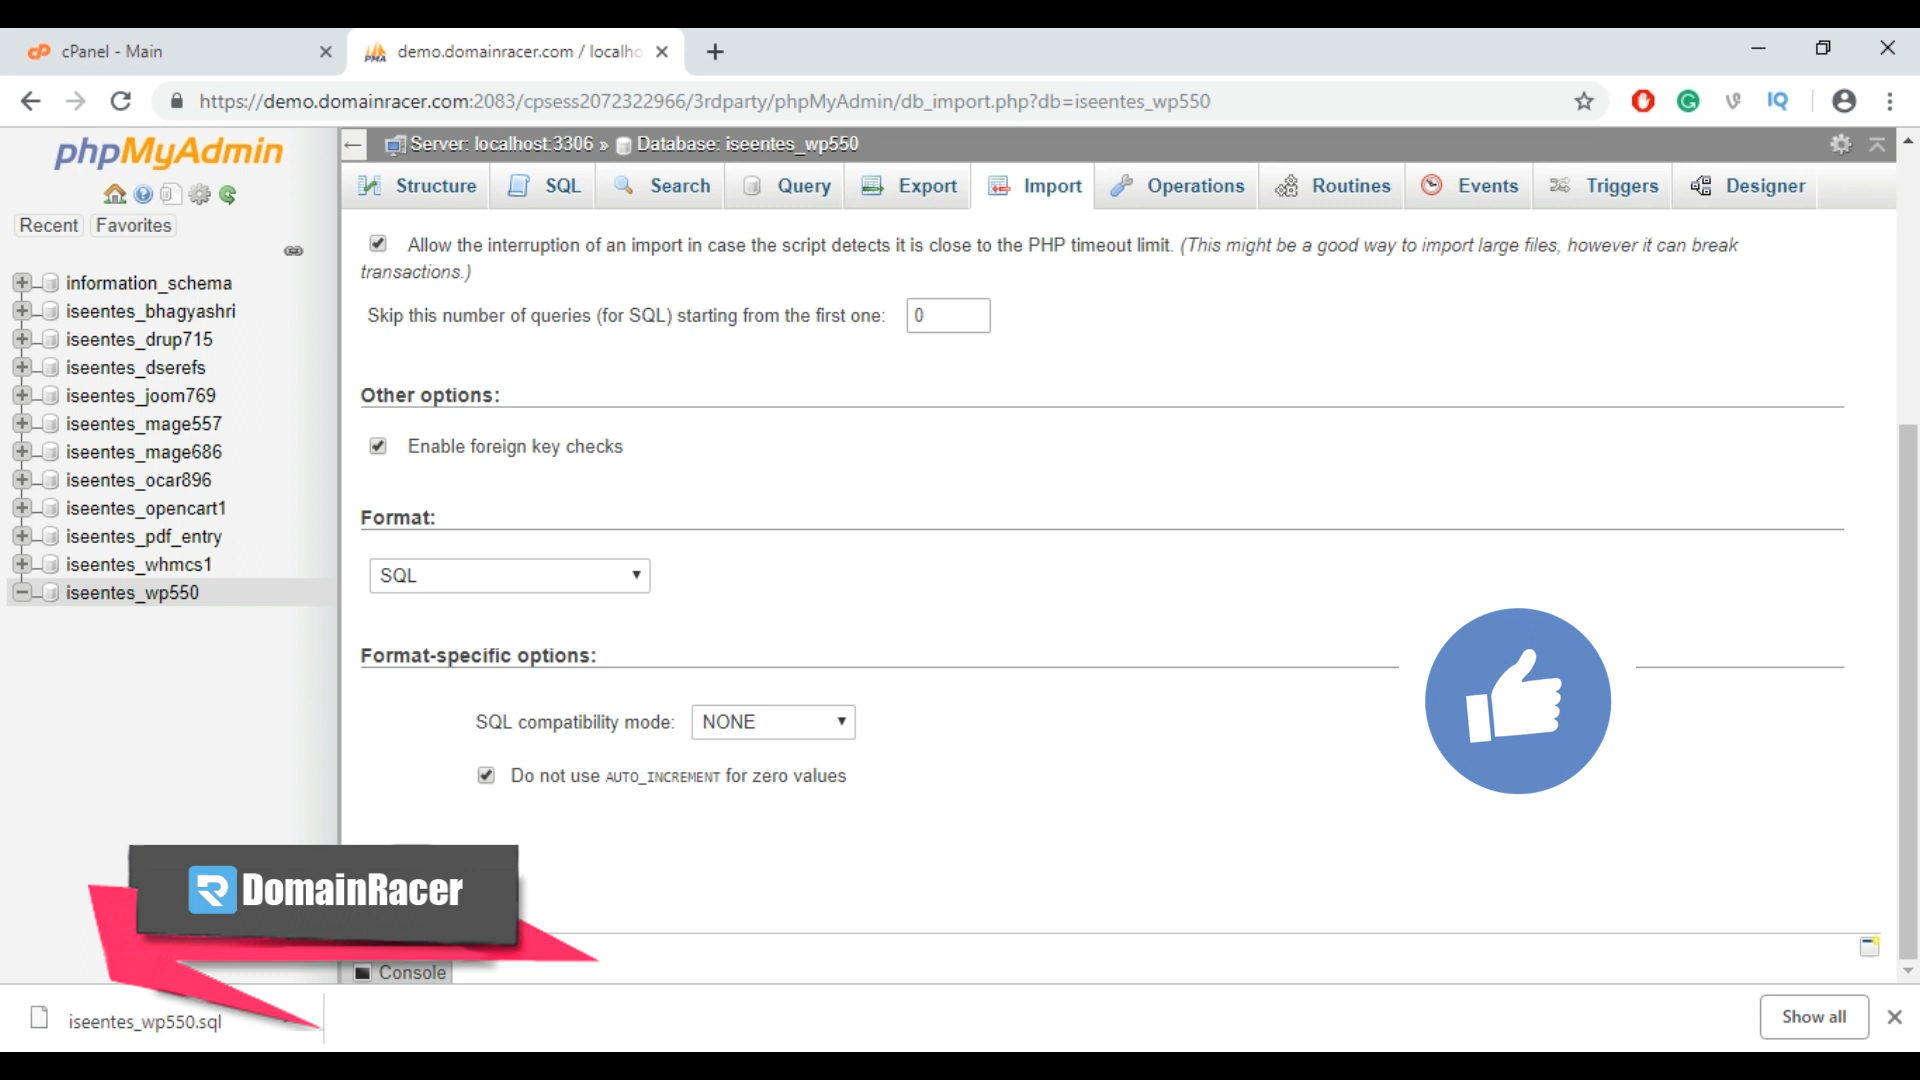 cPanel - Main
demo.domainracer.com / localho
https://demo.domainracer.com:2083/cpsess2072322966/3rdparty/phpMyAdmin/db_import.php?db=iseentes_wp550
IQ
phpMyAdmin
Recent Favorites
information_schema
iseentes_bhagyashri
iseentes_drup715
iseentes_dserefs
iseentes_joom769
iseentes_mage557
iseentes_mage686
iseentes_ocar896
iseentes_opencart1
iseentes_pdf_entry
iseentes_whmcs1
iseentes_wp550
Server: localhost:3306 » Database: iseentes_wp550
Structure SQL Search Query Export Import Operations Routines Events Triggers Designer
Allow the interruption of an import in case the script detects it is close to the PHP timeout limit. (This might be a good way to import large files, however it can break
transactions.)
Skip this number of queries (for SQL) starting from the first one: 0
Other options:
Enable foreign key checks
Format:
SQL
Format-specific options:
SQL compatibility mode: NONE
Do not use AUTO_INCREMENT for zero values
DomainRacer
Console
iseentes_wp550.sql
Show all